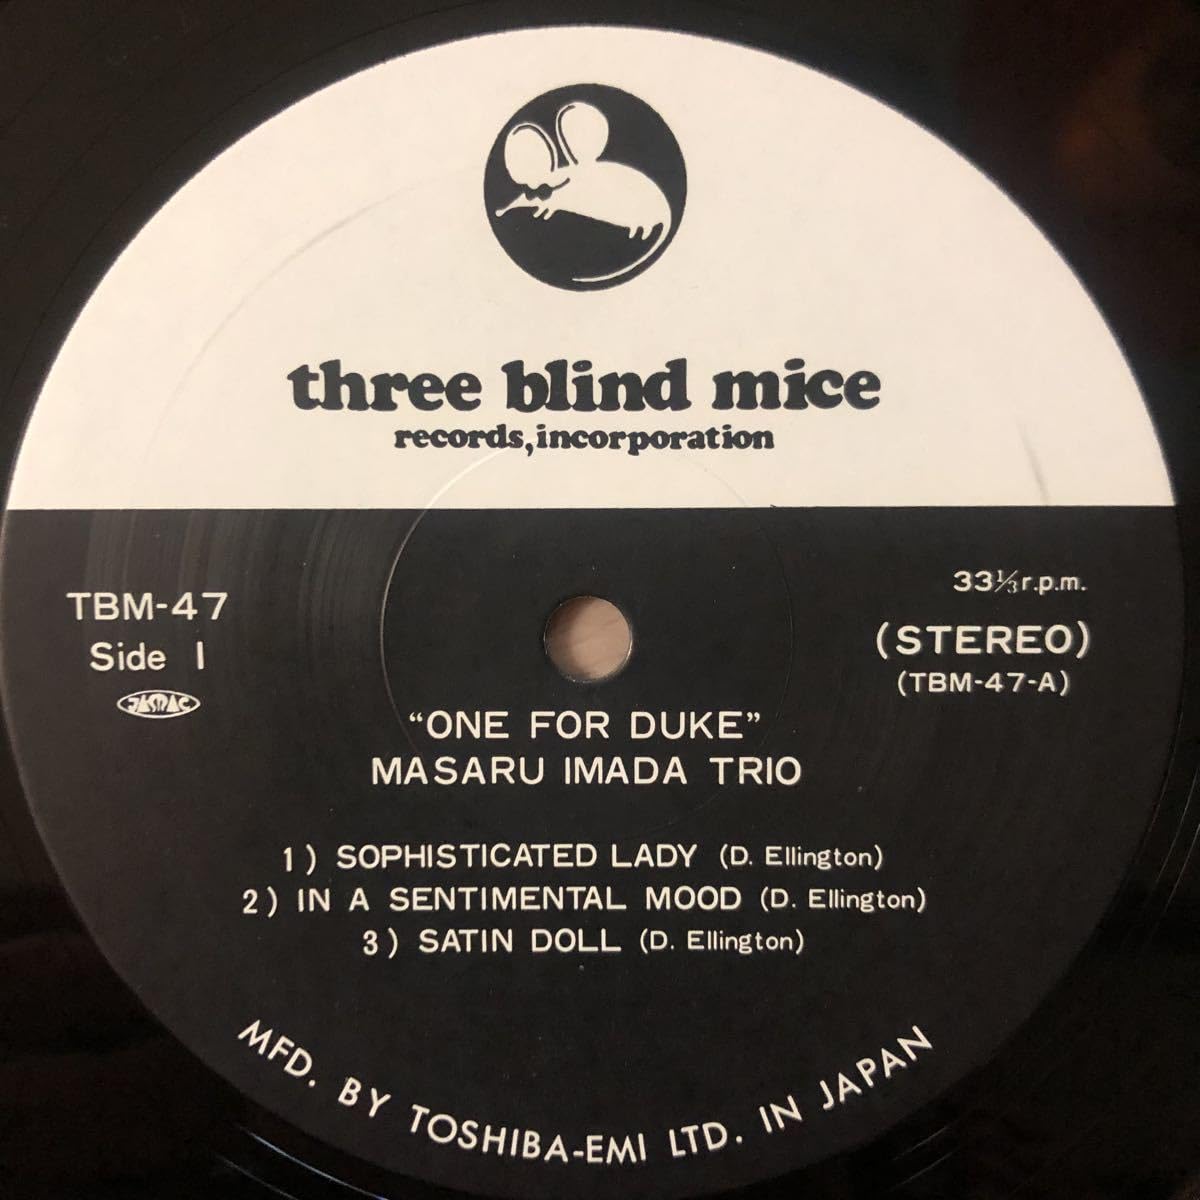 three blind mice
records, incorporation
TBM-47
Side 1
JASRAC
33⅓ r.p.m.
(STEREO)
(TBM-47-A)
“ONE FOR DUKE”
MASARU IMADA TRIO
1) SOPHISTICATED LADY (D. Ellington)
2) IN A SENTIMENTAL MOOD (D. Ellington)
3) SATIN DOLL (D. Ellington)
MFD. BY TOSHIBA-EMI LTD. IN JAPAN